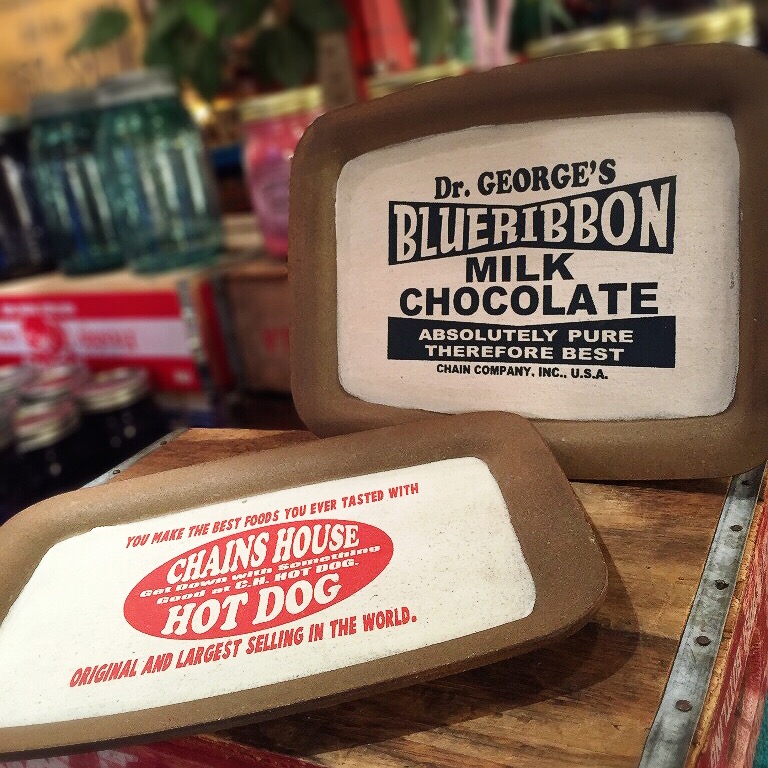 Dr. GEORGE'S
BLUERIBBON
MILK
CHOCOLATE
ABSOLUTELY PURE
THEREFORE BEST
CHAIN COMPANY, INC., U.S.A.
YOU MAKE THE BEST FOODS YOU EVER TASTED WITH
CHAINS HOUSE
Get Down with Something
Good at C.H. HOT DOG.
HOT DOG
ORIGINAL AND LARGEST SELLING IN THE WORLD.